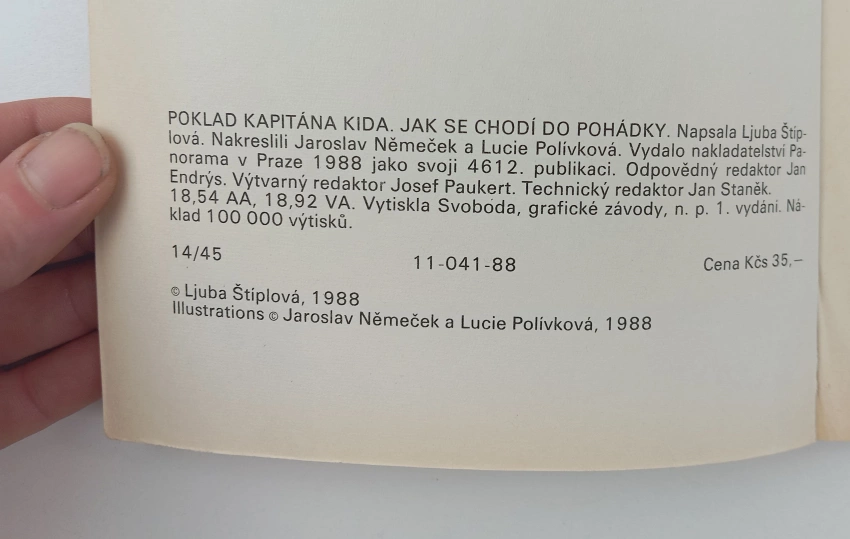 POKLAD KAPITÁNA KIDA. JAK SE CHODÍ DO POHÁDKY. Napsala Ljuba Štíp-
lová. Nakreslili Jaroslav Němeček a Lucie Polívková. Vydalo nakladatelství Pa-
norama v Praze 1988 jako svoji 4612. publikaci. Odpovědný redaktor Jan
Endrýs. Výtvarný redaktor Josef Paukert. Technický redaktor Jan Staněk.
18,54 AA, 18,92 VA. Vytiskla Svoboda, grafické závody, n. p. 1. vydání. Ná-
klad 100 000 výtisků.
14/45 11-041-88 Cena Kčs 35,–
© Ljuba Štíplová, 1988
Illustrations © Jaroslav Němeček a Lucie Polívková, 1988